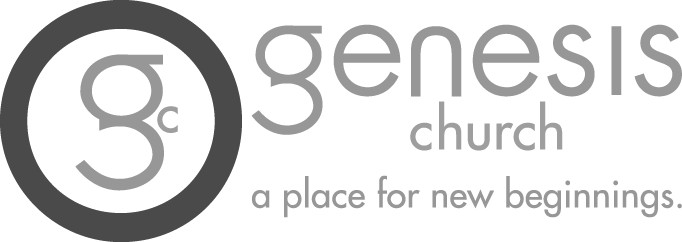 gc
genesis
church
a place for new beginnings.